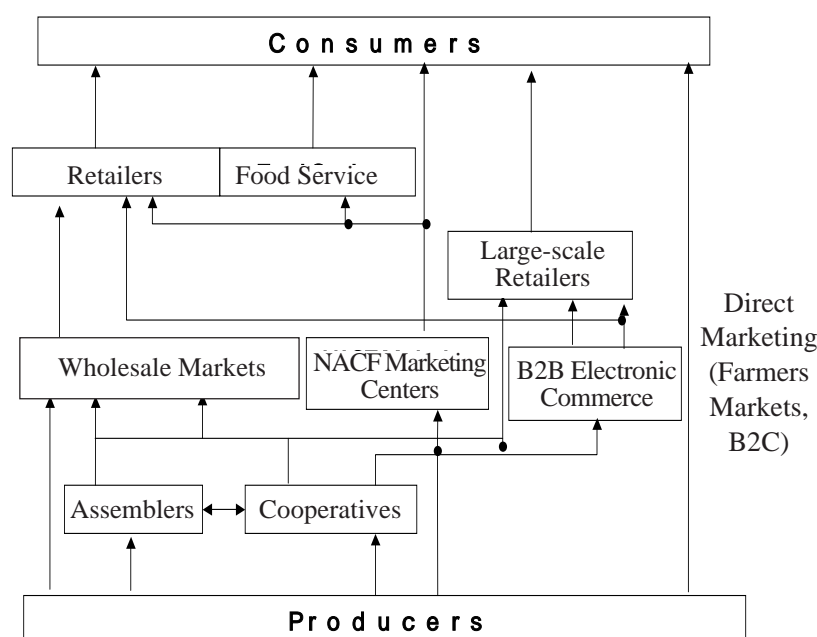 Consumers
Retailers
Food Service
Large-scale
Retailers
Direct
Marketing
(Farmers
Markets,
B2C)
Wholesale Markets
NACF Marketing
Centers
B2B Electronic
Commerce
Assemblers
Cooperatives
Producers